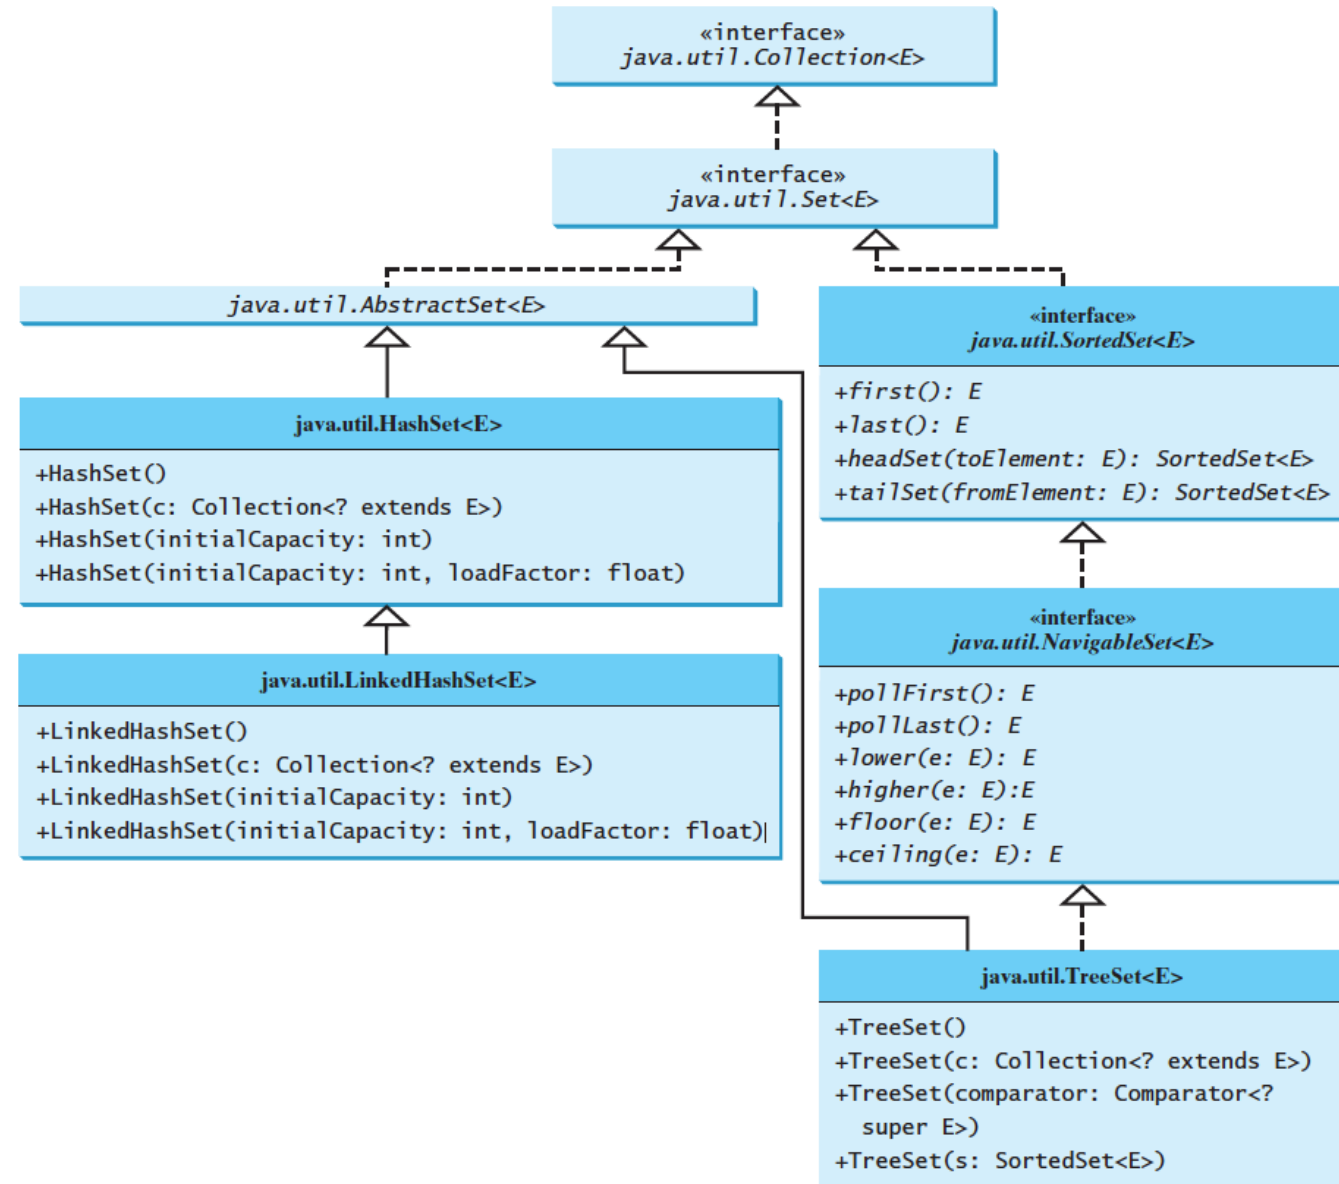 «interface»
java.util.Collection<E>
«interface»
java.util.Set<E>
java.util.AbstractSet<E>
«interface»
java.util.SortedSet<E>
+first(): E
+last(): E
+headSet(toElement: E): SortedSet<E>
+tailSet(fromElement: E): SortedSet<E>
java.util.HashSet<E>
+HashSet()
+HashSet(c: Collection<? extends E>)
+HashSet(initialCapacity: int)
+HashSet(initialCapacity: int, loadFactor: float)
java.util.LinkedHashSet<E>
+LinkedHashSet()
+LinkedHashSet(c: Collection<? extends E>)
+LinkedHashSet(initialCapacity: int)
+LinkedHashSet(initialCapacity: int, loadFactor: float)
«interface»
java.util.NavigableSet<E>
+pollFirst(): E
+pollLast(): E
+lower(e: E): E
+higher(e: E):E
+floor(e: E): E
+ceiling(e: E): E
java.util.TreeSet<E>
+TreeSet()
+TreeSet(c: Collection<? extends E>)
+TreeSet(comparator: Comparator<?
super E>)
+TreeSet(s: SortedSet<E>)